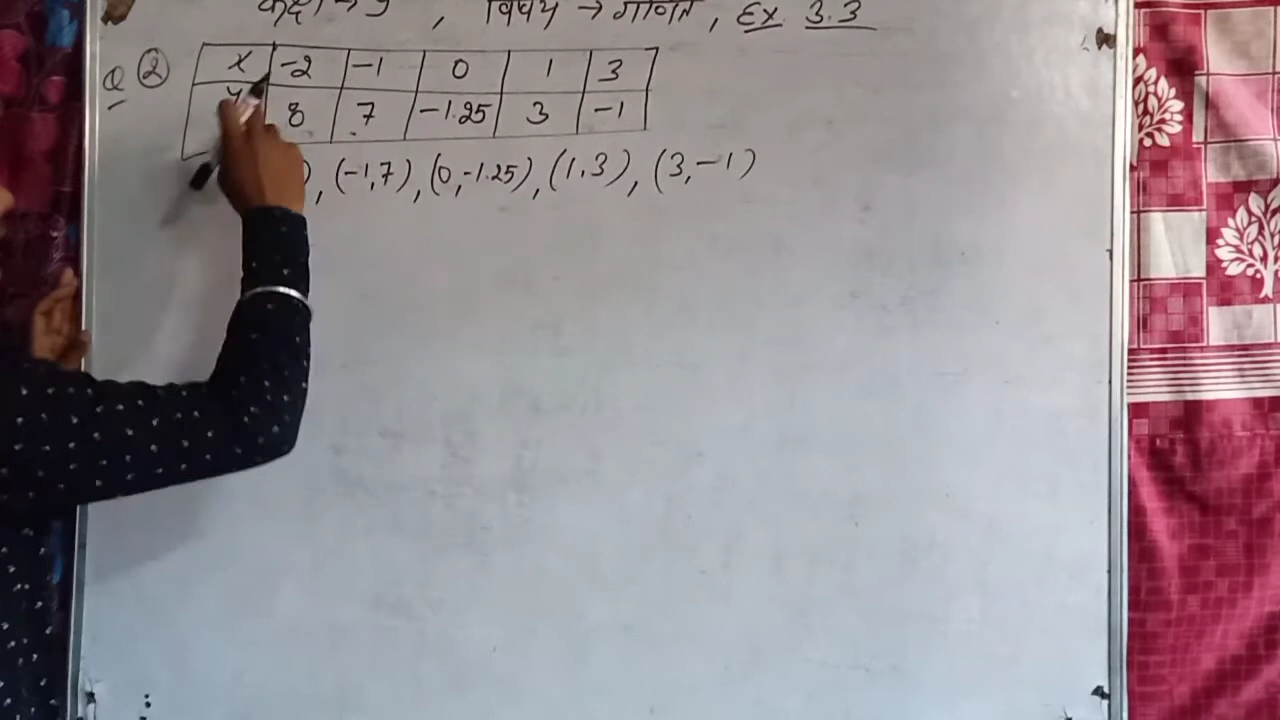 कक्षा → 9 , विषय → गणित , Ex. 3.3
Q ② x -2 -1 0 1 3
y 8 7 -1.25 3 -1
) , (-1,7) , (0,-1.25) , (1,3) , (3,-1)